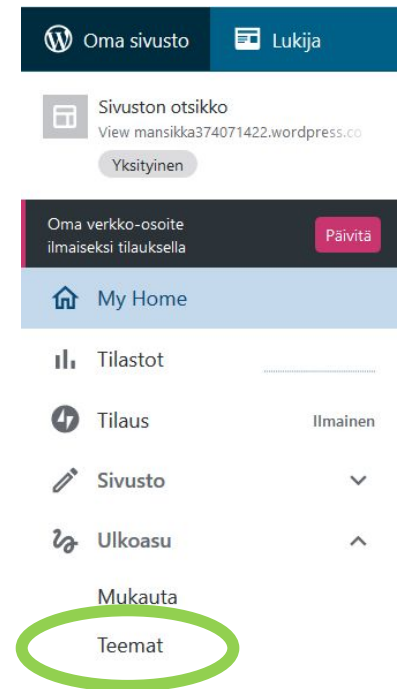 Oma sivusto
Lukija
Sivuston otsikko
View mansikka374071422.wordpress.co
Yksityinen
Oma verkko-osoite
ilmaiseksi tilauksella
Päivitä
My Home
Tilastot
Tilaus
Ilmainen
Sivusto
Ulkoasu
Mukauta
Teemat